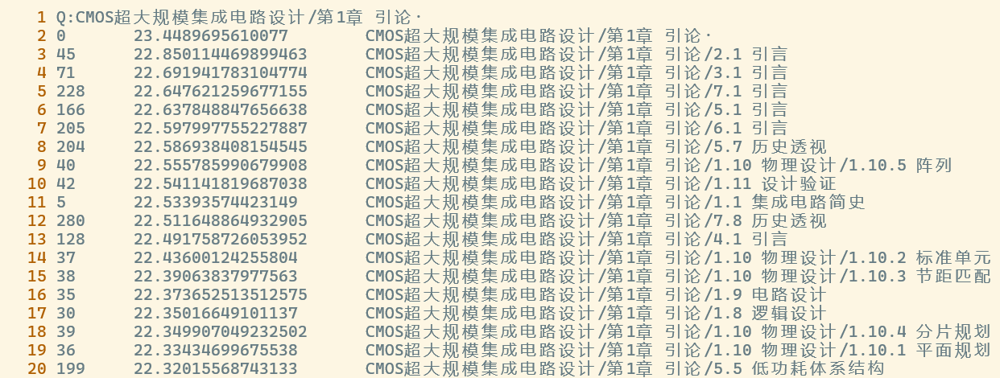 1 Q:CMOS超大规模集成电路设计/第1章 引论·
2 0 23.4489695610077 CMOS超大规模集成电路设计/第1章 引论·
3 45 22.850114469899463 CMOS超大规模集成电路设计/第1章 引论/2.1 引言
4 71 22.691941783104774 CMOS超大规模集成电路设计/第1章 引论/3.1 引言
5 228 22.647621259677155 CMOS超大规模集成电路设计/第1章 引论/7.1 引言
6 166 22.637848847656638 CMOS超大规模集成电路设计/第1章 引论/5.1 引言
7 205 22.597997755227887 CMOS超大规模集成电路设计/第1章 引论/6.1 引言
8 204 22.586938408154545 CMOS超大规模集成电路设计/第1章 引论/5.7 历史透视
9 40 22.555785990679908 CMOS超大规模集成电路设计/第1章 引论/1.10 物理设计/1.10.5 阵列
10 42 22.541141819687038 CMOS超大规模集成电路设计/第1章 引论/1.11 设计验证
11 5 22.53393574423149 CMOS超大规模集成电路设计/第1章 引论/1.1 集成电路简史
12 280 22.511648864932905 CMOS超大规模集成电路设计/第1章 引论/7.8 历史透视
13 128 22.491758726053952 CMOS超大规模集成电路设计/第1章 引论/4.1 引言
14 37 22.43600124255804 CMOS超大规模集成电路设计/第1章 引论/1.10 物理设计/1.10.2 标准单元
15 38 22.39063837977563 CMOS超大规模集成电路设计/第1章 引论/1.10 物理设计/1.10.3 节距匹配
16 35 22.373652513512575 CMOS超大规模集成电路设计/第1章 引论/1.9 电路设计
17 30 22.35016649101137 CMOS超大规模集成电路设计/第1章 引论/1.8 逻辑设计
18 39 22.349907049232502 CMOS超大规模集成电路设计/第1章 引论/1.10 物理设计/1.10.4 分片规划
19 36 22.33434699675538 CMOS超大规模集成电路设计/第1章 引论/1.10 物理设计/1.10.1 平面规划
20 199 22.32015568743133 CMOS超大规模集成电路设计/第1章 引论/5.5 低功耗体系结构